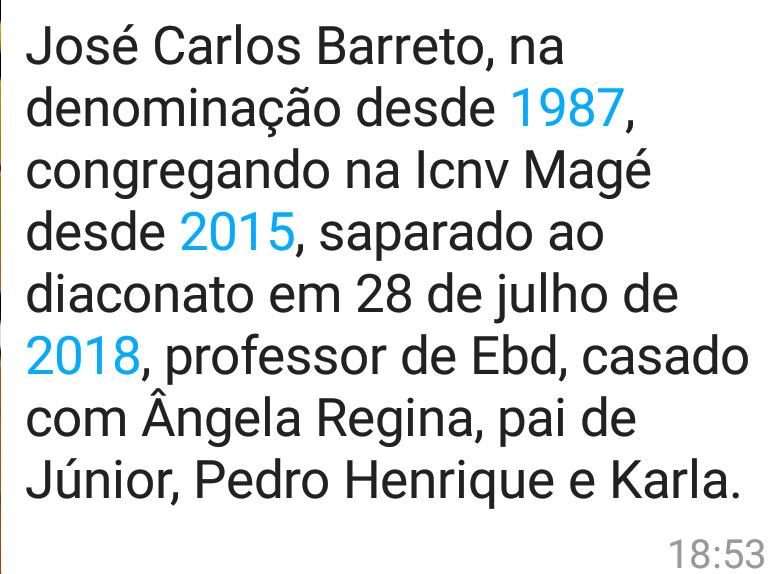 José Carlos Barreto, na
denominação desde 1987,
congregando na Icnv Magé
desde 2015, saparado ao
diaconato em 28 de julho de
2018, professor de Ebd, casado
com Ângela Regina, pai de
Júnior, Pedro Henrique e Karla.
18:53